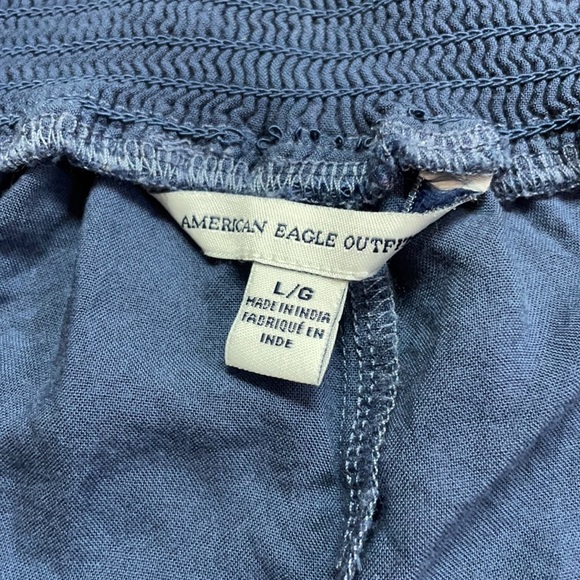 AMERICAN EAGLE OUTFI
L/G
MADE IN INDIA
FABRIQUÉ EN
INDE